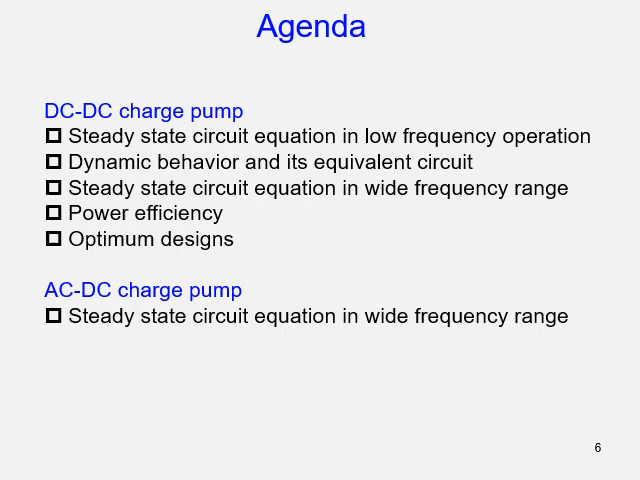 Agenda
DC-DC charge pump
❑ Steady state circuit equation in low frequency operation
❑ Dynamic behavior and its equivalent circuit
❑ Steady state circuit equation in wide frequency range
❑ Power efficiency
❑ Optimum designs
AC-DC charge pump
❑ Steady state circuit equation in wide frequency range
6